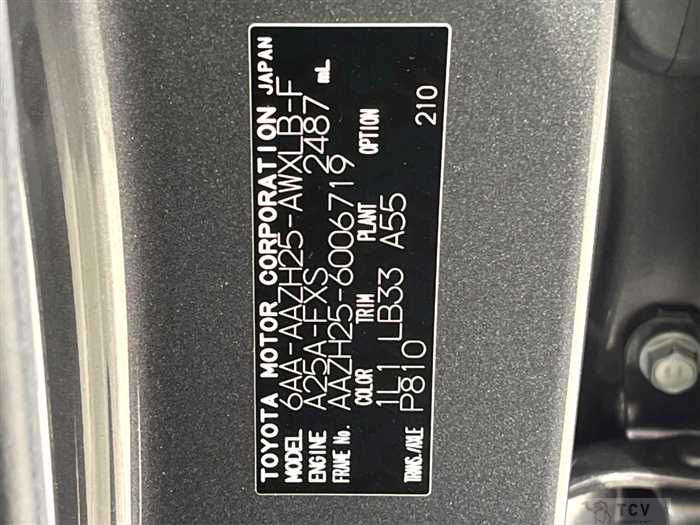 TOYOTA MOTOR CORPORATION JAPAN
MODEL 6AA-AAZH25-AWXLB-F
ENGINE A25A-FXS 2487 mL
FRAME No. AAZH25-6006719
COLOR TRIM PLANT OPTION
1L1 LB33 A55
TRNS./AXLE P810 210
TCV